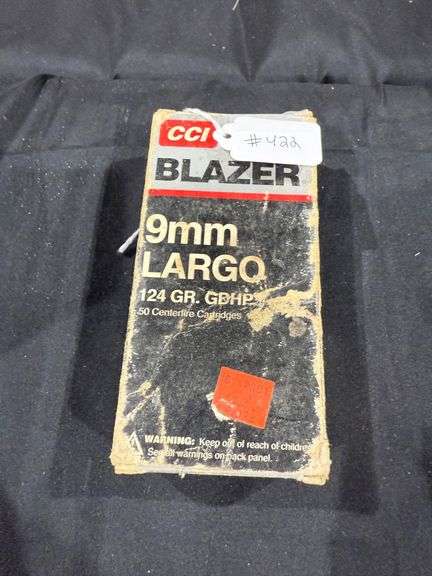 CCI
#422
BLAZER
9mm
LARGO
124 GR. GDHP
50 Centerfire Cartridges
WARNING: Keep out of reach of children
See all warnings on back panel.